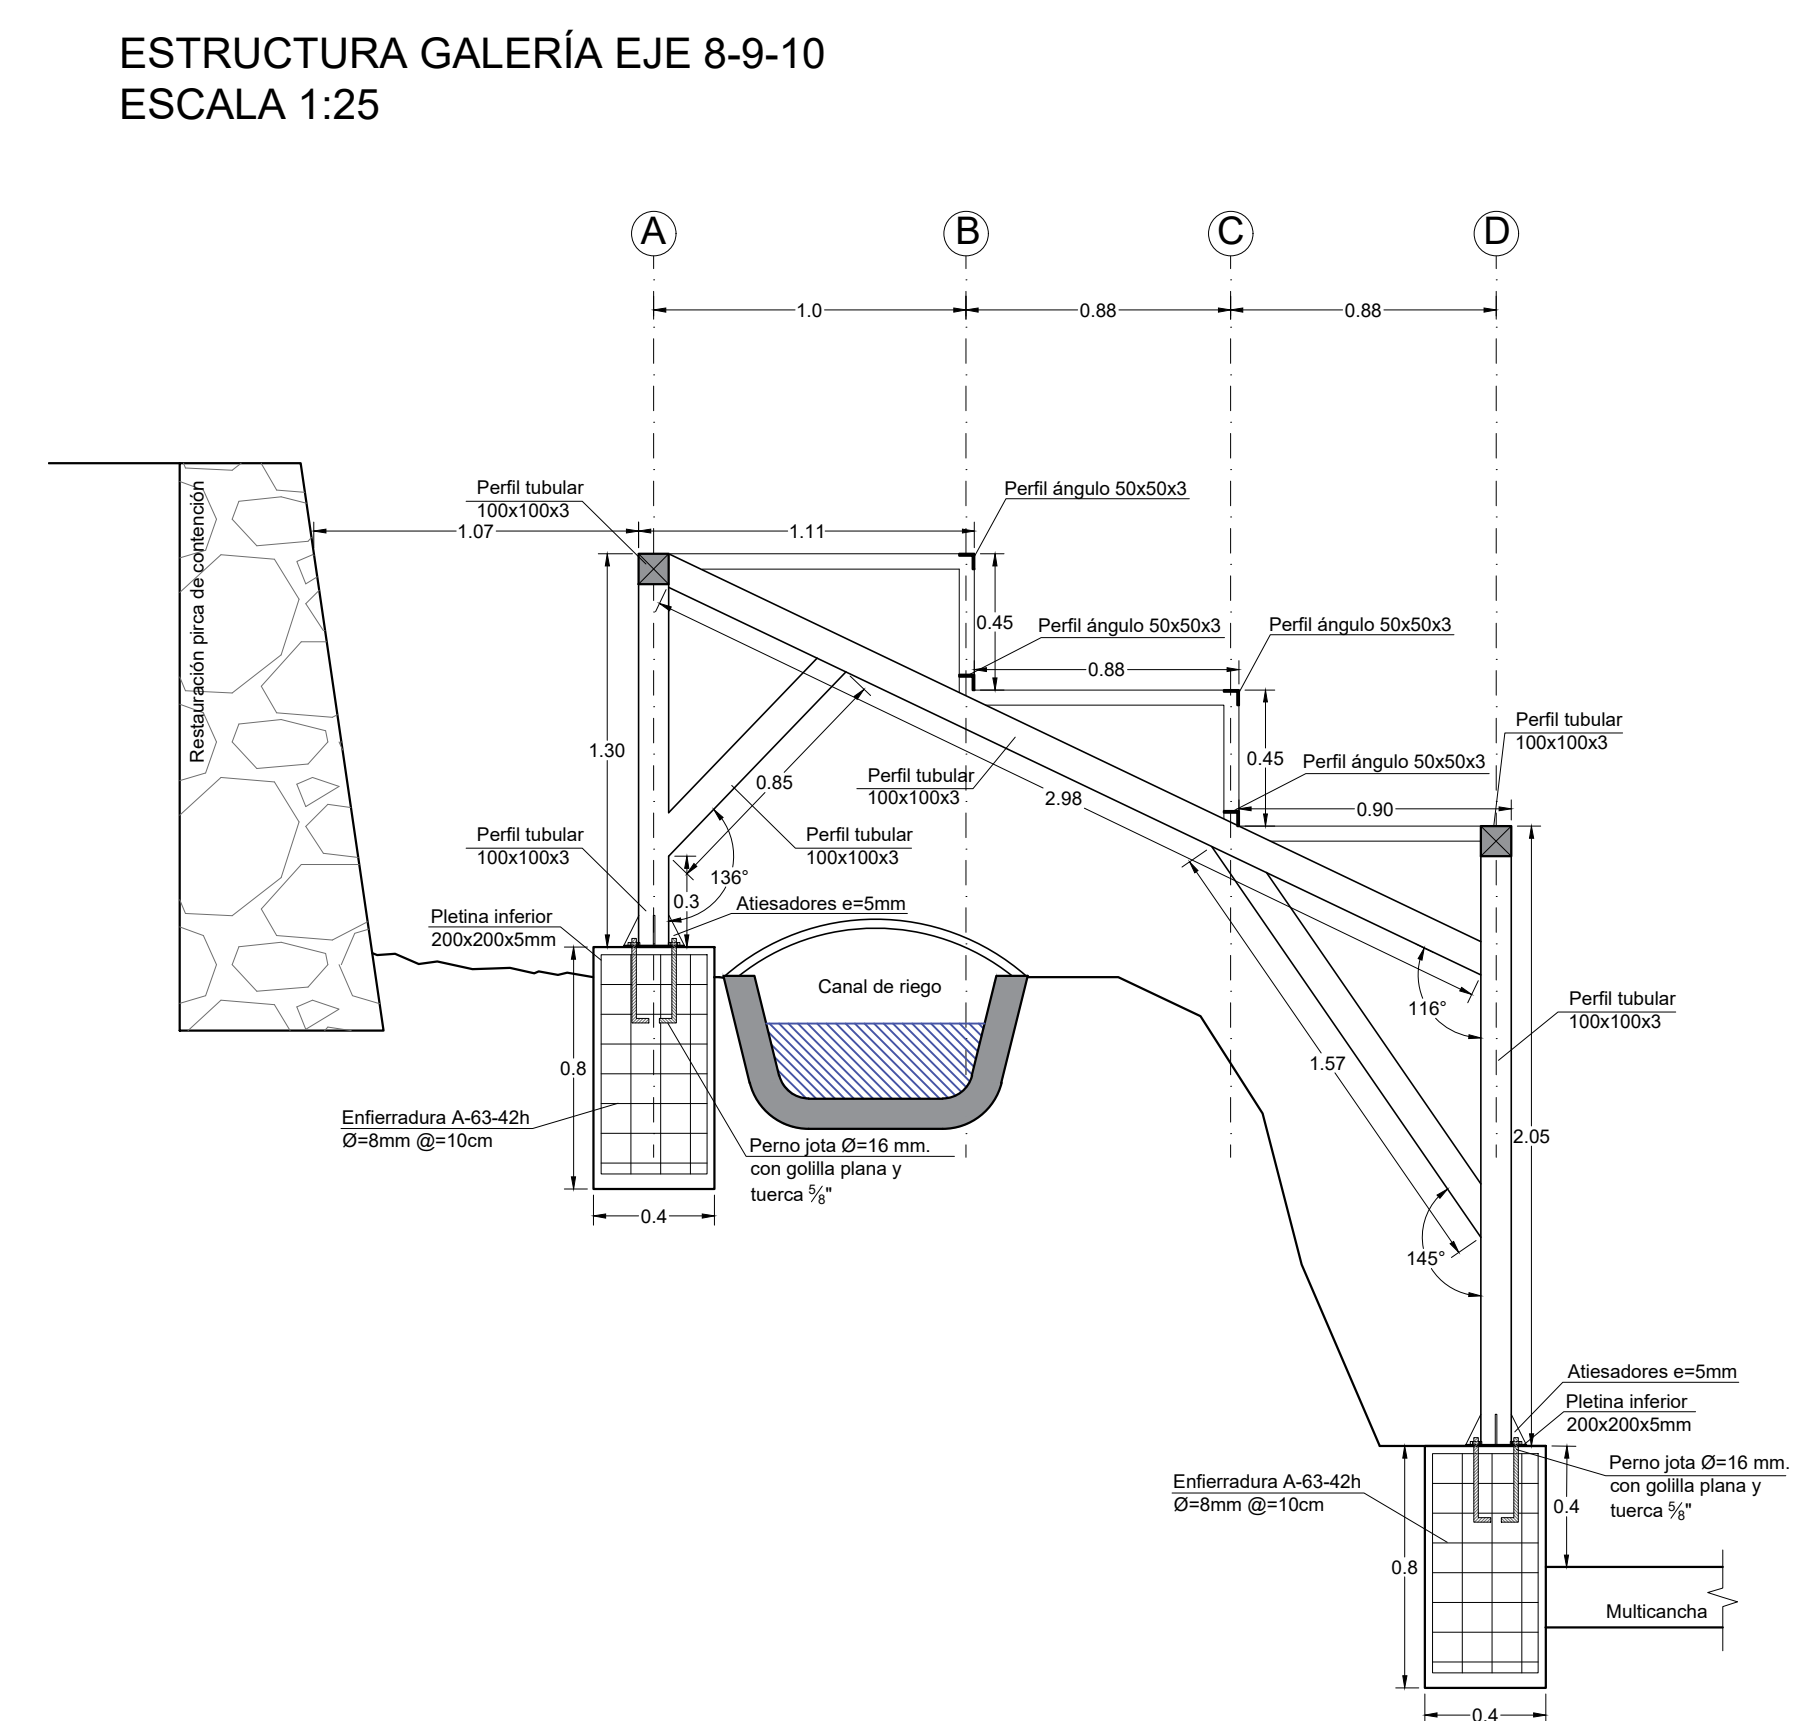 ESTRUCTURA GALERÍA EJE 8-9-10
ESCALA 1:25
A
B
C
D
1.0
0.88
0.88
Restauración pirca de contención
Perfil tubular
100x100x3
Perfil ángulo 50x50x3
1.07
1.11
0.45
Perfil ángulo 50x50x3
Perfil ángulo 50x50x3
0.88
1.30
0.85
Perfil tubular
100x100x3
2.98
0.45
Perfil ángulo 50x50x3
Perfil tubular
100x100x3
0.90
Perfil tubular
100x100x3
Perfil tubular
100x100x3
136°
0.3
Atiesadores e=5mm
Pletina inferior
200x200x5mm
Canal de riego
116°
Perfil tubular
100x100x3
0.8
1.57
Enfierradura A-63-42h
Ø=8mm @=10cm
Perno jota Ø=16 mm.
con golilla plana y
tuerca 5/8"
2.05
0.4
145°
Atiesadores e=5mm
Pletina inferior
200x200x5mm
Perno jota Ø=16 mm.
con golilla plana y
tuerca 5/8"
Enfierradura A-63-42h
Ø=8mm @=10cm
0.4
0.8
Multicancha
0.4